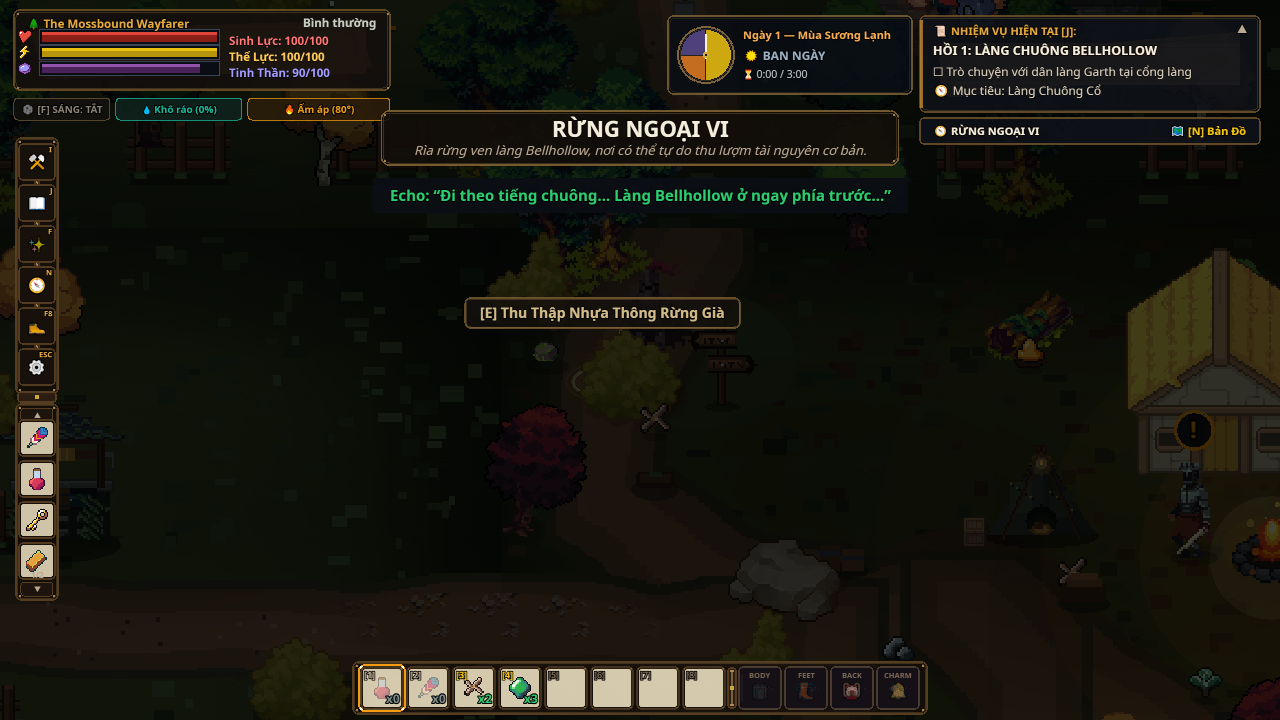 The Mossbound Wayfarer
Bình thường
Sinh Lực: 100/100
Thể Lực: 100/100
Tinh Thần: 90/100
[F] SÁNG: TẮT
Khô ráo (0%)
Ấm áp (80°)
Ngày 1 — Mùa Sương Lạnh
BAN NGÀY
0:00 / 3:00
NHIỆM VỤ HIỆN TẠI [J]:
HỒI 1: LÀNG CHUÔNG BELLHOLLOW
☐ Trò chuyện với dân làng Garth tại cổng làng
Mục tiêu: Làng Chuông Cổ
RỪNG NGOẠI VI
[N] Bản Đồ
RỪNG NGOẠI VI
Rìa rừng ven làng Bellhollow, nơi có thể tự do thu lượm tài nguyên cơ bản.
Echo: “Đi theo tiếng chuông... Làng Bellhollow ở ngay phía trước...”
[E] Thu Thập Nhựa Thông Rừng Già
I
J
F
N
F8
ESC
!
[1] x0
[2] x0
[3] x2
[4] x3
[5]
[6]
[7]
[8]
BODY
FEET
BACK
CHARM